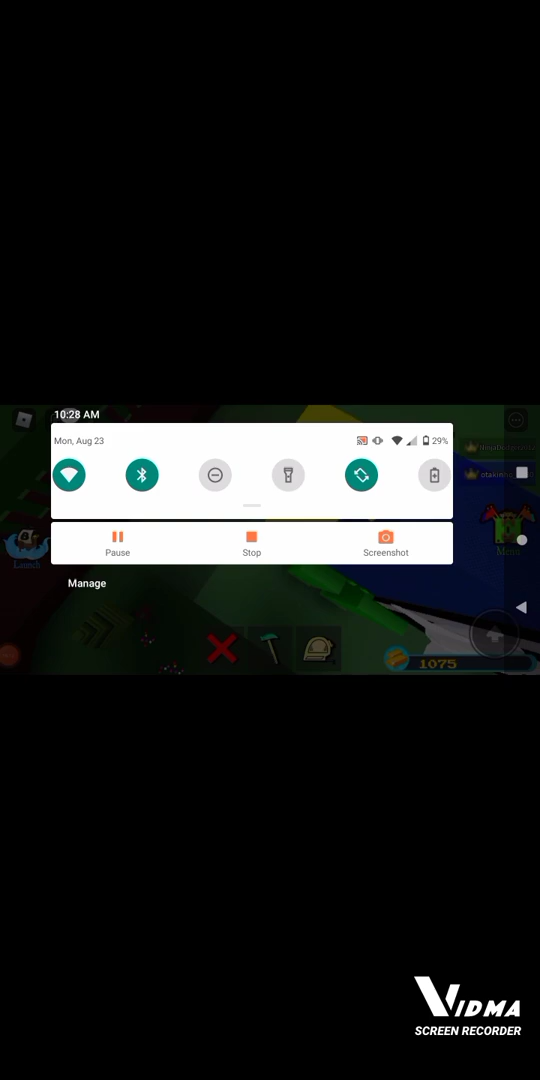 10:28 AM
Mon, Aug 23
29%
Pause
Stop
Screenshot
Manage
Launch
Menu
1075
VIDMA
SCREEN RECORDER